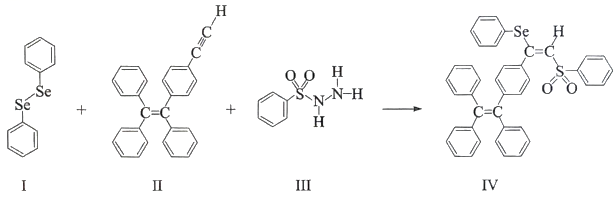 Se
Se
+
H
C
C
C=C
+
O O
S
N
H
H
N—H
Se
H
C=C
S
O O
C=C
I
II
III
IV